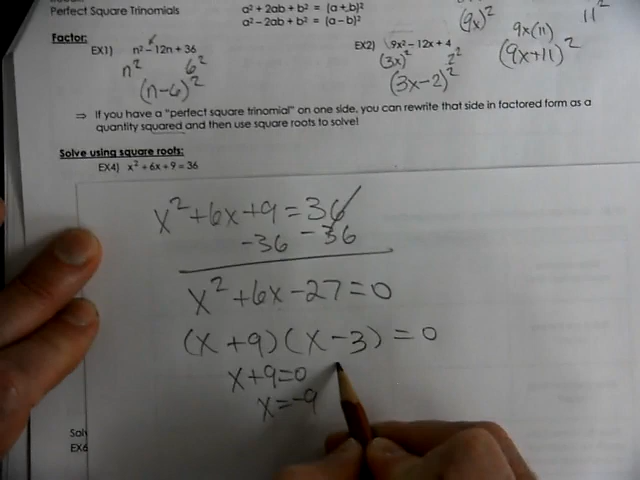 Perfect Square Trinomials
a² + 2ab + b² = (a + b)²
a² – 2ab + b² = (a – b)²
(9x)²
9x(11)
11²
(9x+11)²
Factor:
EX1) n² – 12n + 36
n² 6²
(n-6)²
EX2) 9x² – 12x + 4
(3x)² 2²
(3x-2)²
⇒ If you have a "perfect square trinomial" on one side, you can rewrite that side in factored form as a
quantity squared and then use square roots to solve!
Solve using square roots:
EX4) x² + 6x + 9 = 36
x²+6x+9=36
-36 -36
x²+6x-27=0
(x+9)(x-3)=0
x+9=0
x=-9